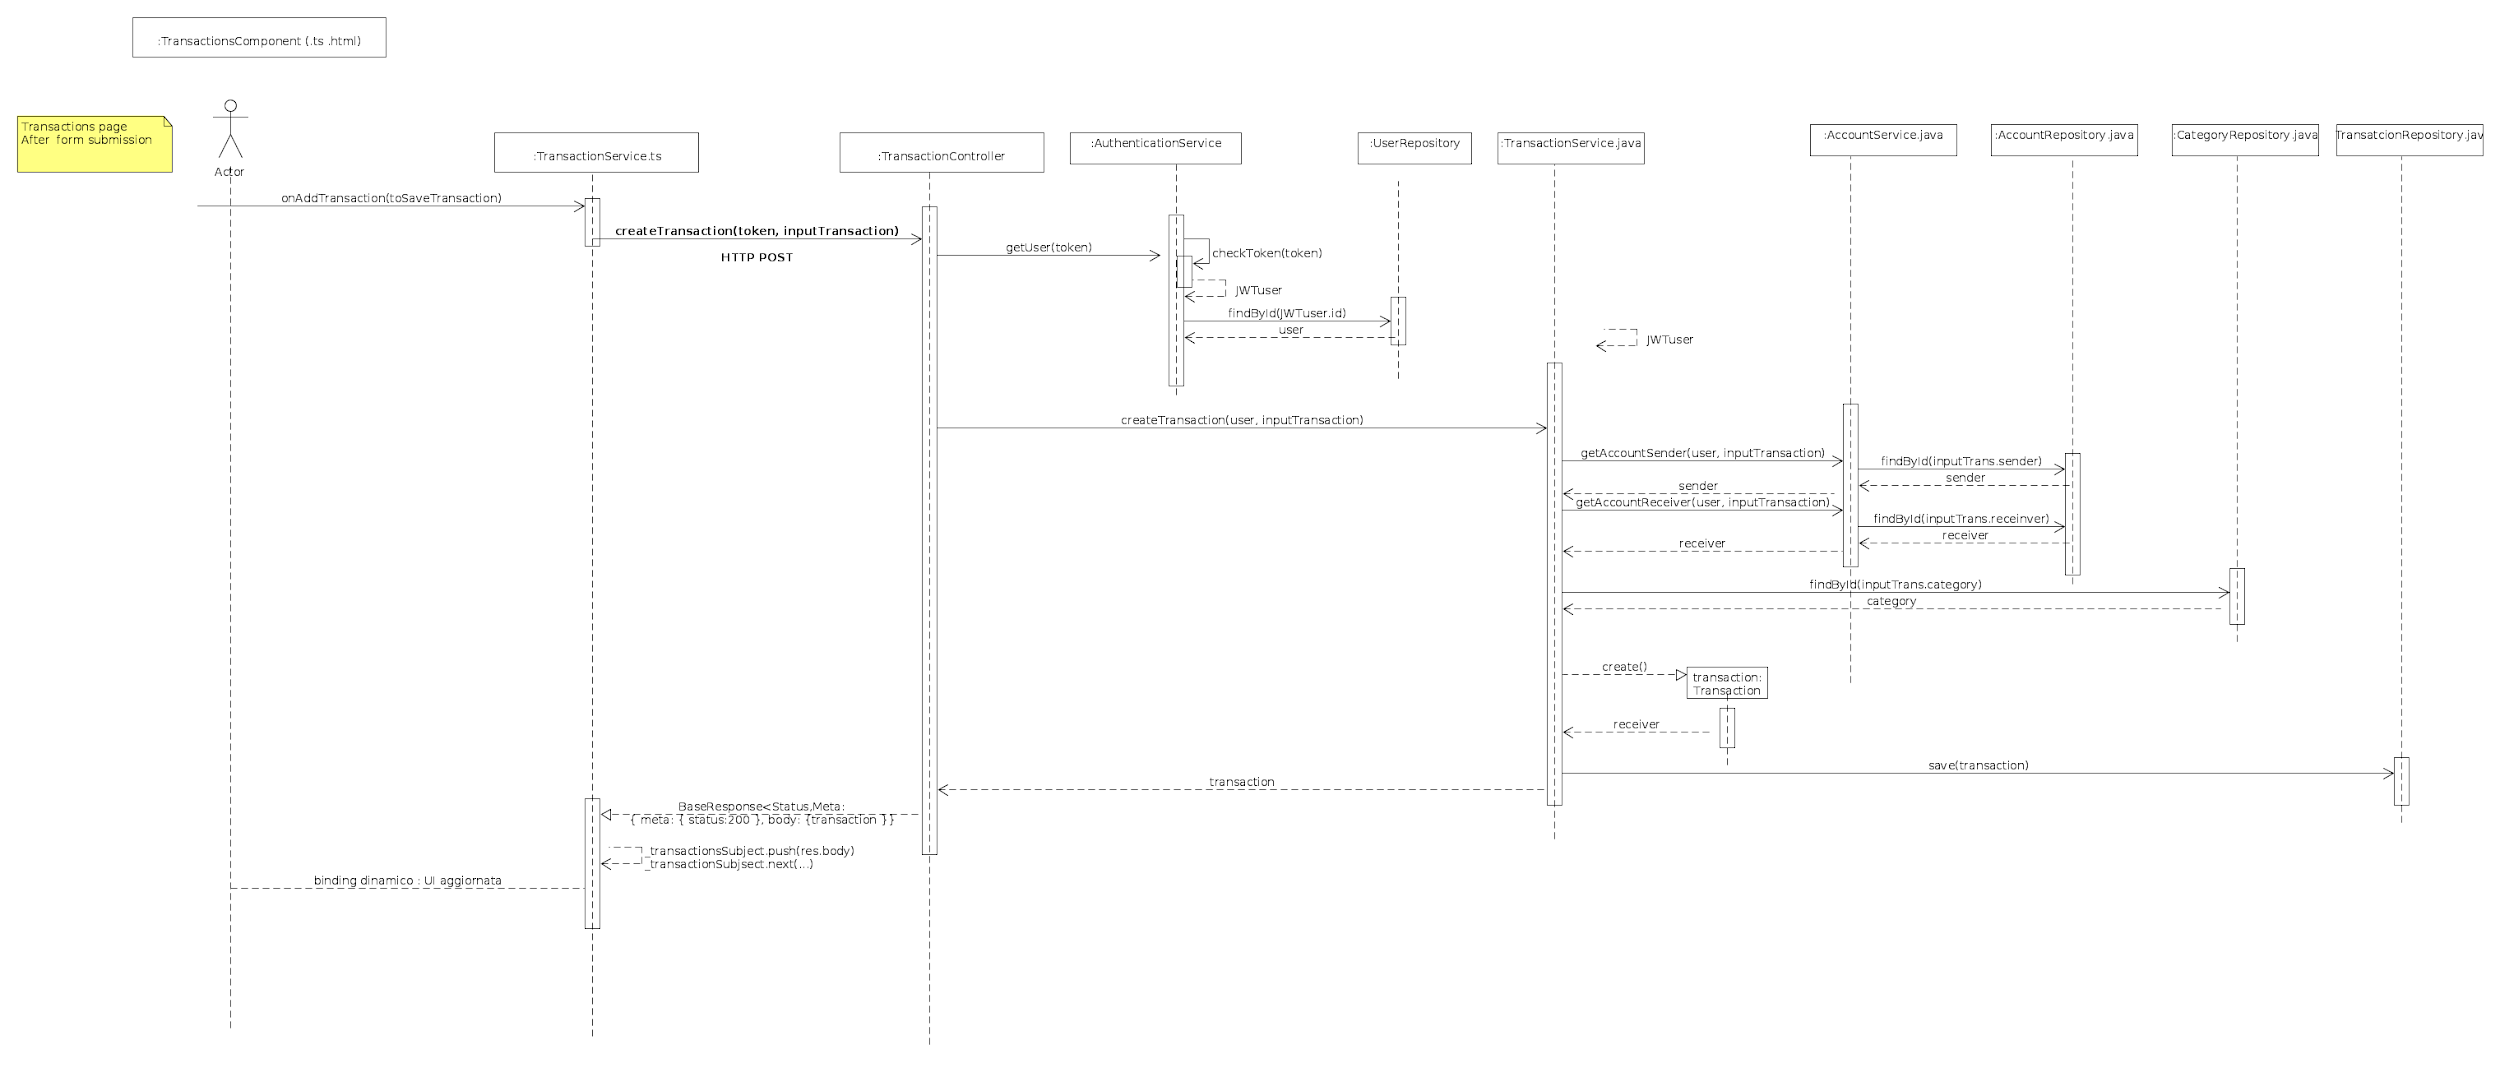 :TransactionsComponent (.ts .html)
Transactions page
After  form submission
Actor
:TransactionService.ts
:TransactionController
:AuthenticationService
:UserRepository
:TransactionService.java
:AccountService.java
:AccountRepository.java
:CategoryRepository.java
TransatcionRepository.jav
onAddTransaction(toSaveTransaction)
createTransaction(token, inputTransaction)
HTTP POST
getUser(token)
checkToken(token)
JWTuser
findById(JWTuser.id)
user
JWTuser
createTransaction(user, inputTransaction)
getAccountSender(user, inputTransaction)
findById(inputTrans.sender)
sender
sender
getAccountReceiver(user, inputTransaction)
findById(inputTrans.receinver)
receiver
receiver
findById(inputTrans.category)
category
create()
transaction:
Transaction
receiver
save(transaction)
transaction
BaseResponse<Status,Meta:
{ meta: { status:200 }, body: {transaction }}
_transactionsSubject.push(res.body)
_transactionSubjsect.next(...)
binding dinamico : UI aggiornata